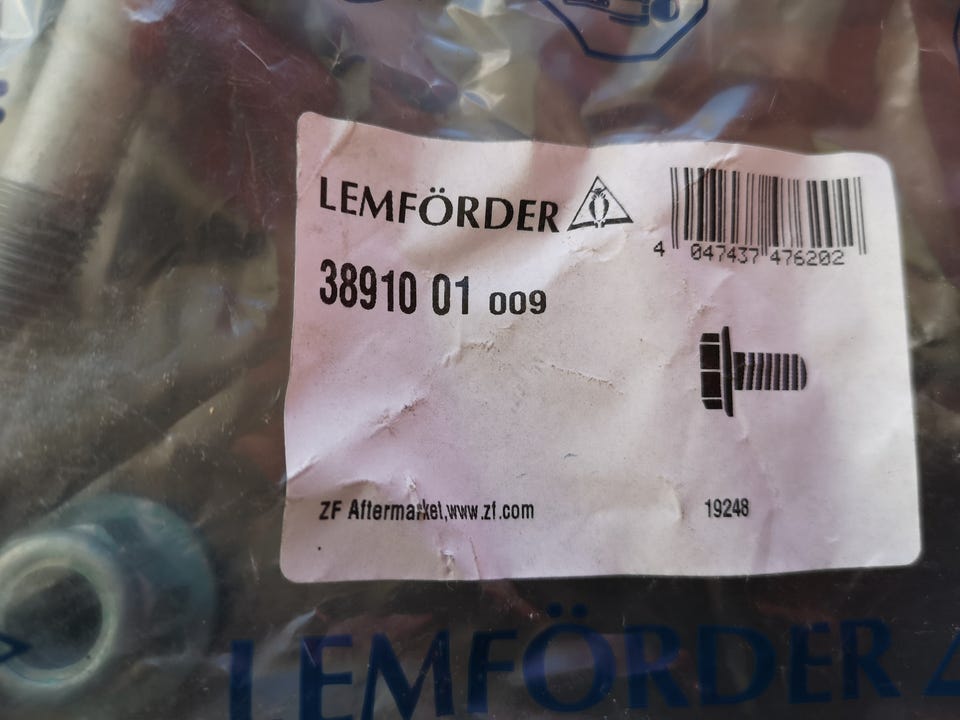 LEMFÖRDER
4 047437 476202
38910 01 009
ZF Aftermarket,www.zf.com
19248
LEMFÖRDER